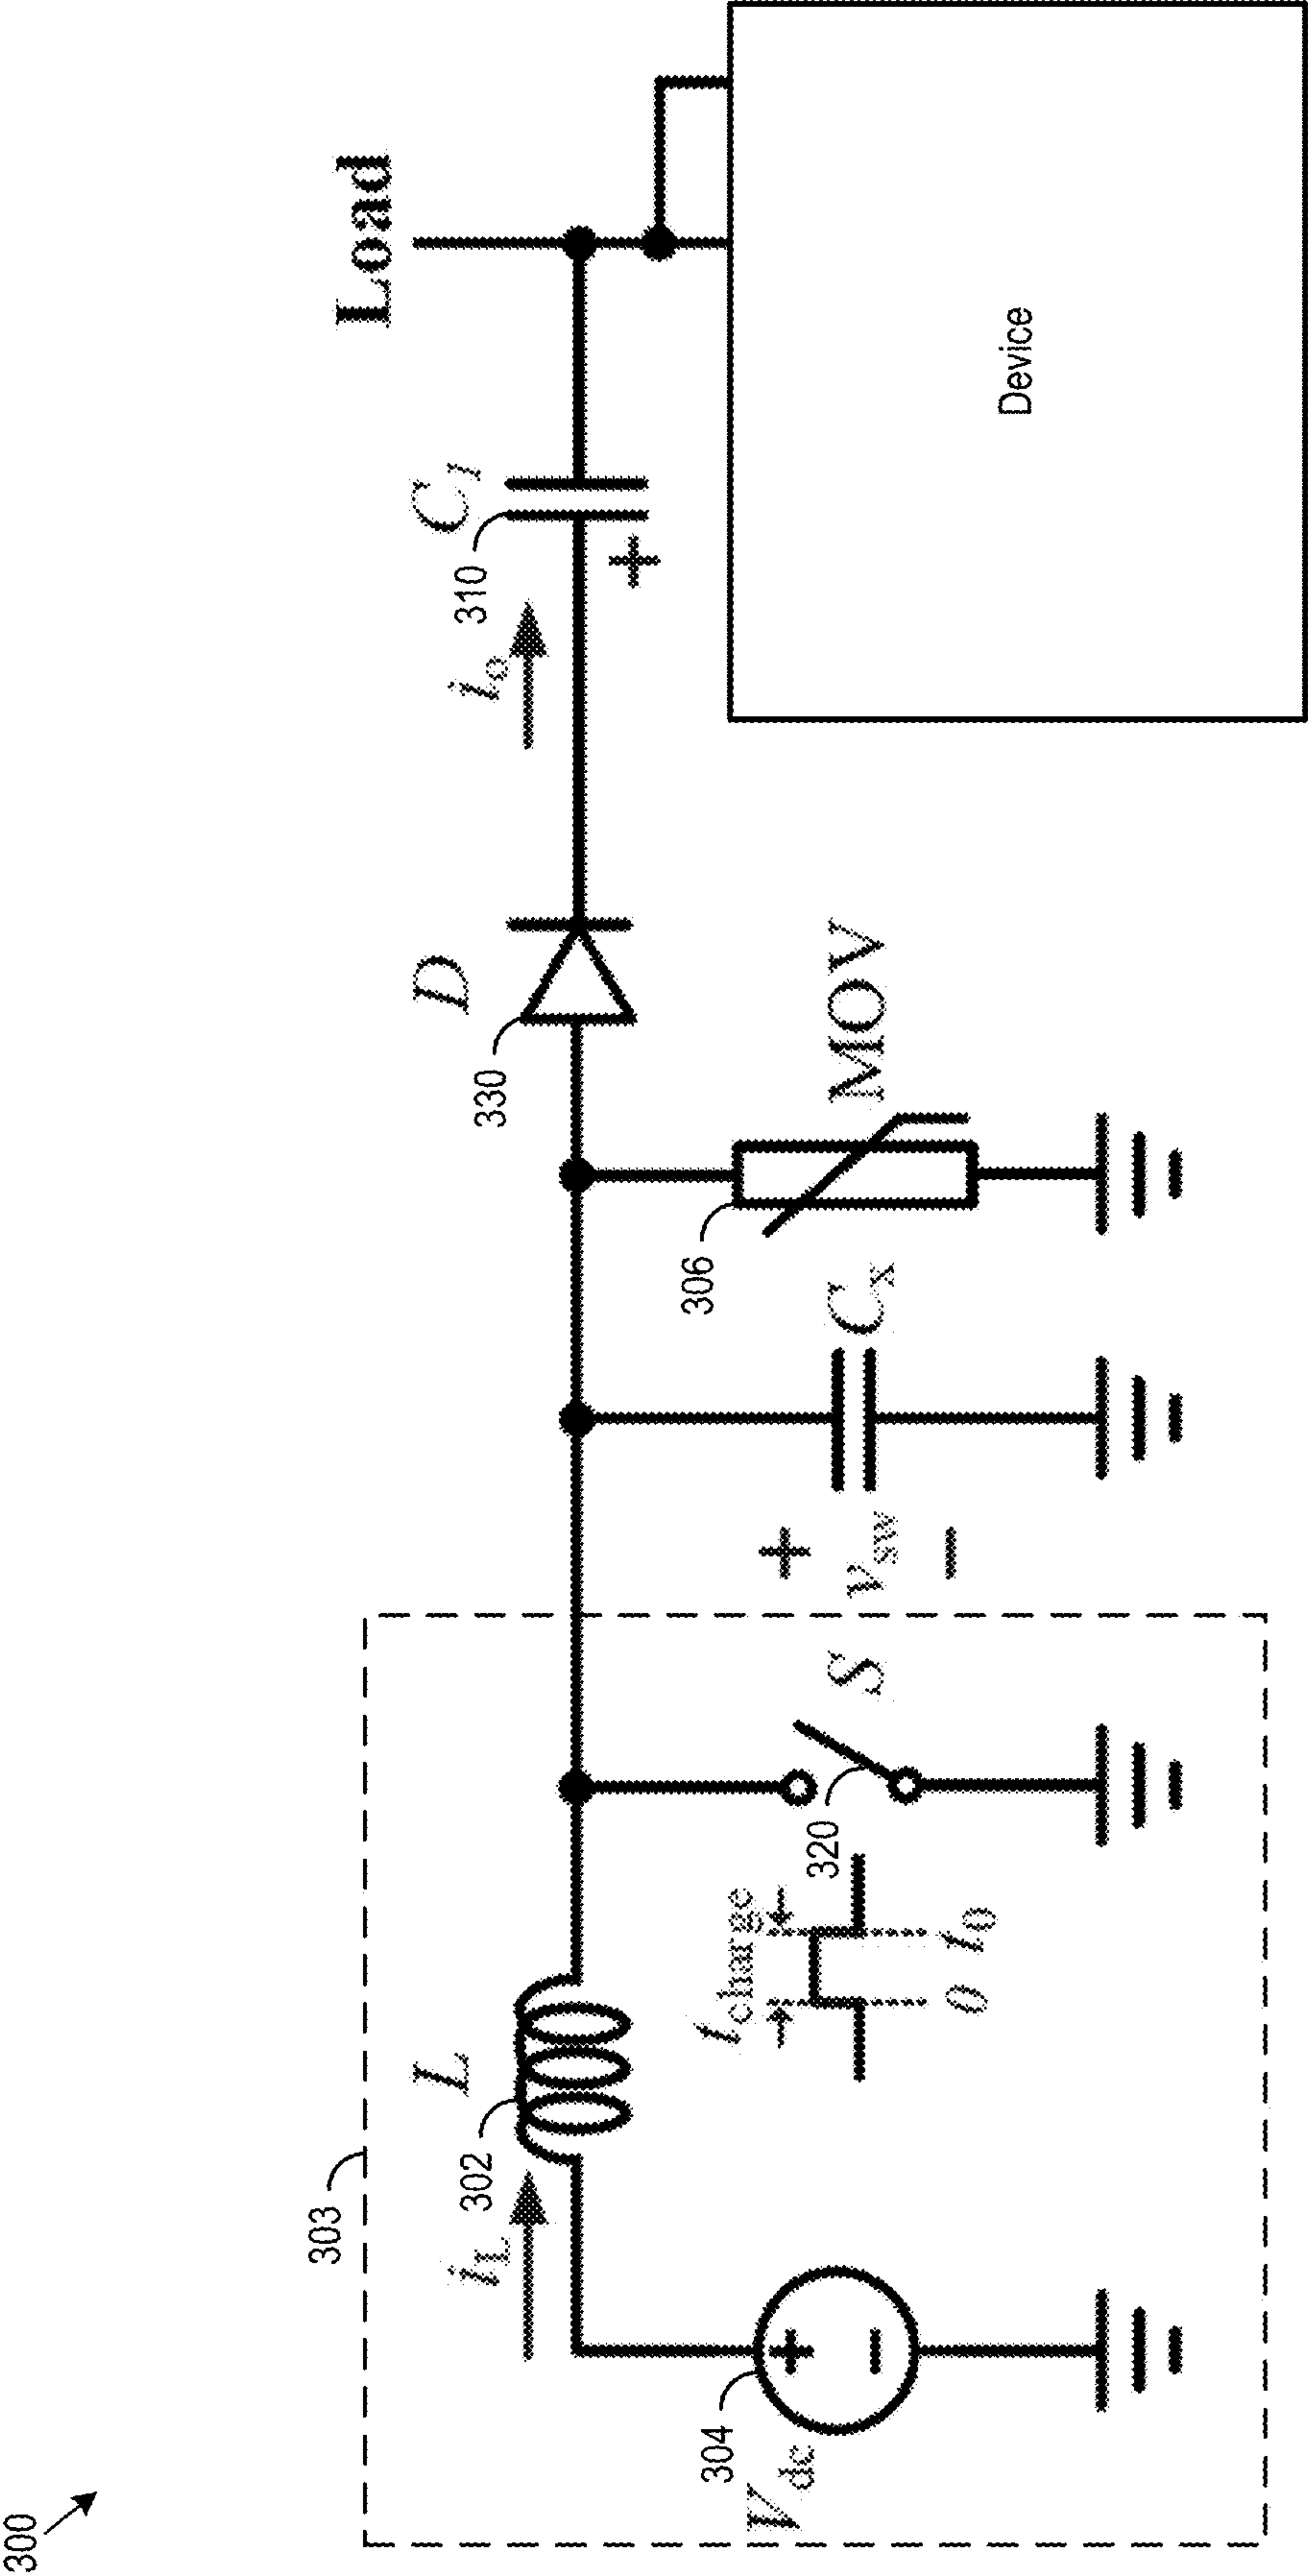 300
303
i_L
302
L
304
V_dc
+
−
t_charge
0
t_0
320
S
+
v_sw
−
C_x
306
MOV
330
D
i_o
310
C_1
+
Load
Device